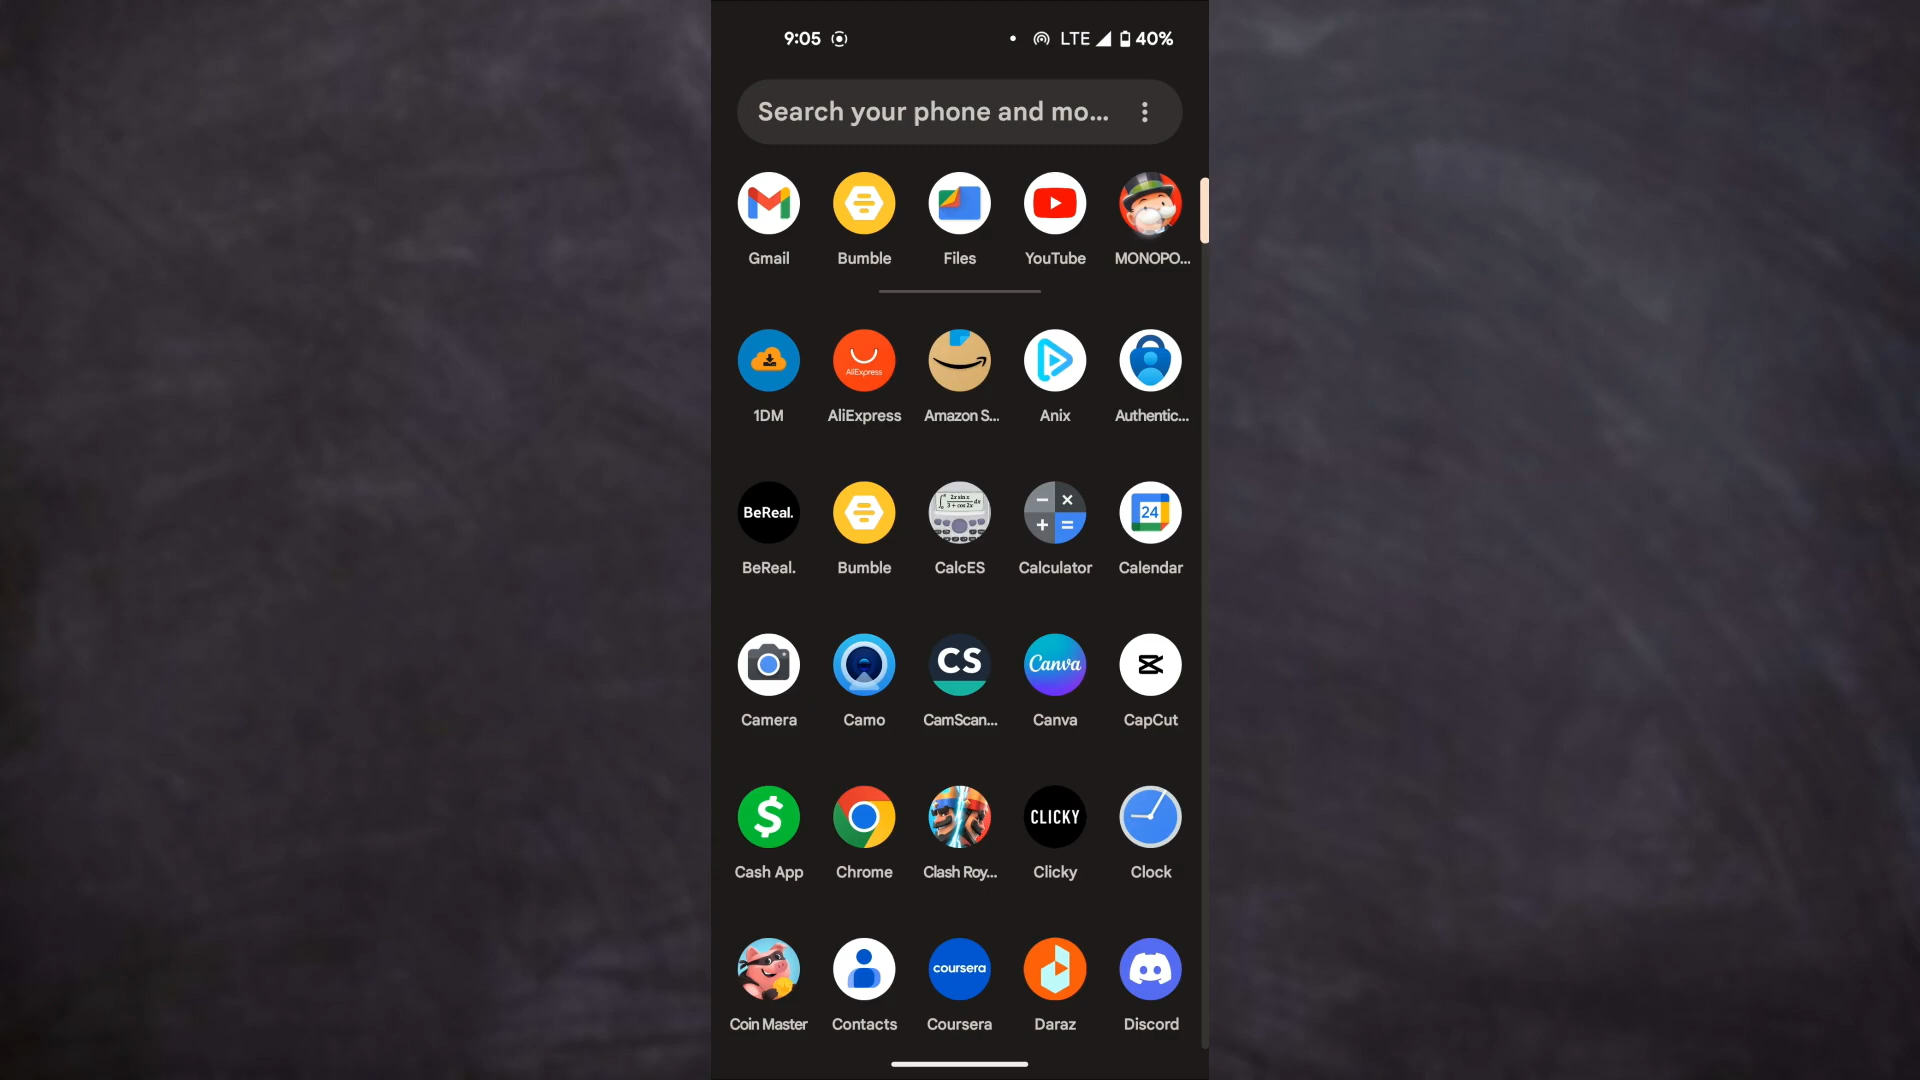 9:05 LTE 40%
Search your phone and mo...
Gmail Bumble Files YouTube MONOPO...
AliExpress
1DM AliExpress Amazon S... Anix Authentic...
BeReal. 24
BeReal. Bumble CalcES Calculator Calendar
CS Canva
Camera Camo CamScan... Canva CapCut
CLICKY
Cash App Chrome Clash Roy... Clicky Clock
coursera
Coin Master Contacts Coursera Daraz Discord